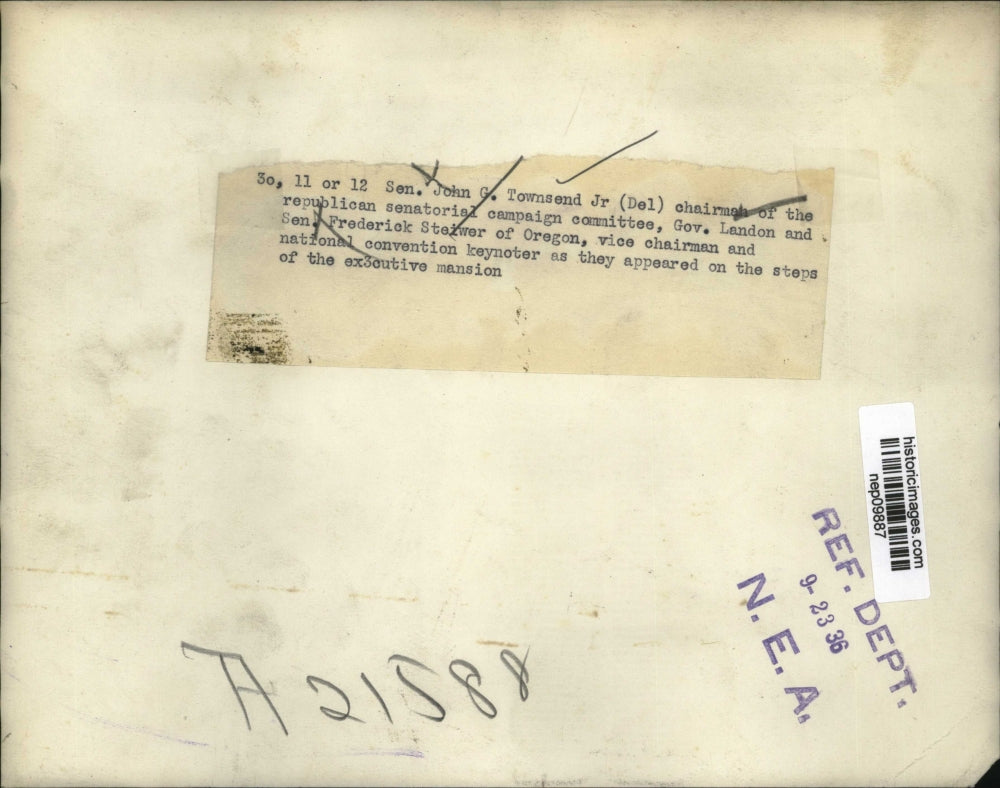 3o, 11 or 12 Sen. John G. Townsend Jr (Del) chairman of the
republican senatorial campaign committee, Gov. Landon and
Sen. Frederick Steiwer of Oregon, vice chairman and
national convention keynoter as they appeared on the steps
of the ex3cutive mansion
historicimages.com
nep09887
REF. DEPT.
9-23 36
N. E. A.
A 21588